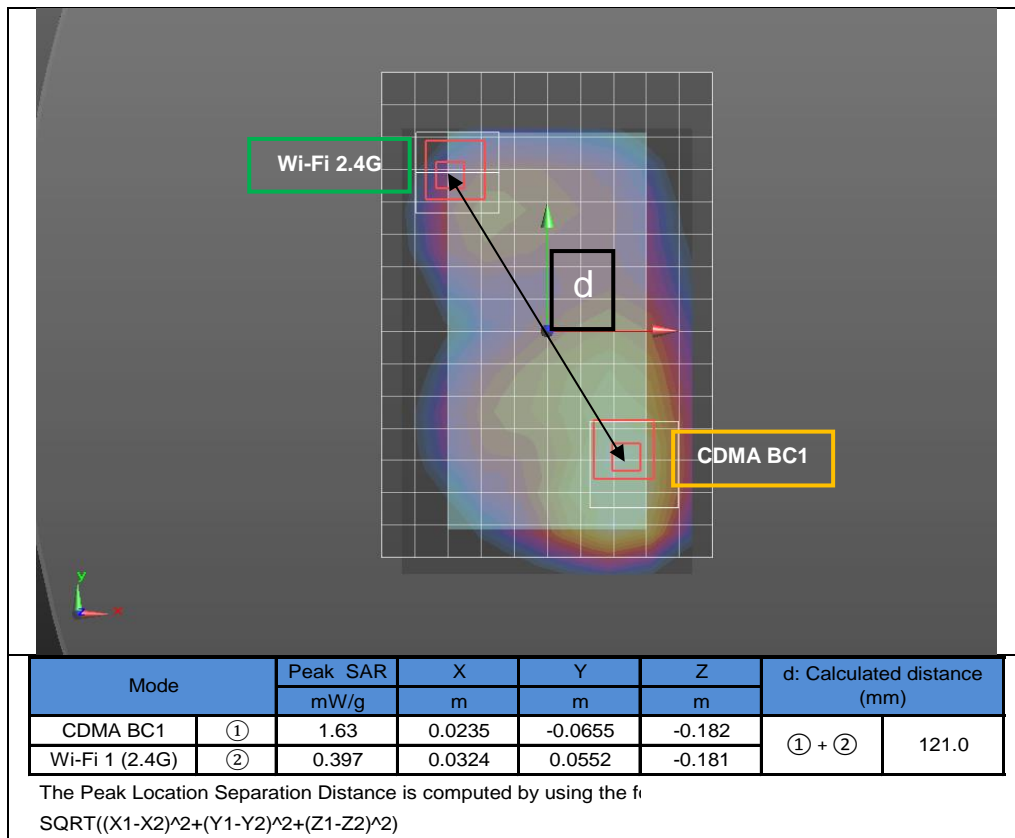 Wi-Fi 2.4G
d
CDMA BC1
y
z x
Mode Peak SAR X Y Z d: Calculated distance (mm)
mW/g m m m
CDMA BC1 ① 1.63 0.0235 -0.0655 -0.182 ① + ② 121.0
Wi-Fi 1 (2.4G) ② 0.397 0.0324 0.0552 -0.181
The Peak Location Separation Distance is computed by using the
SQRT((X1-X2)^2+(Y1-Y2)^2+(Z1-Z2)^2)